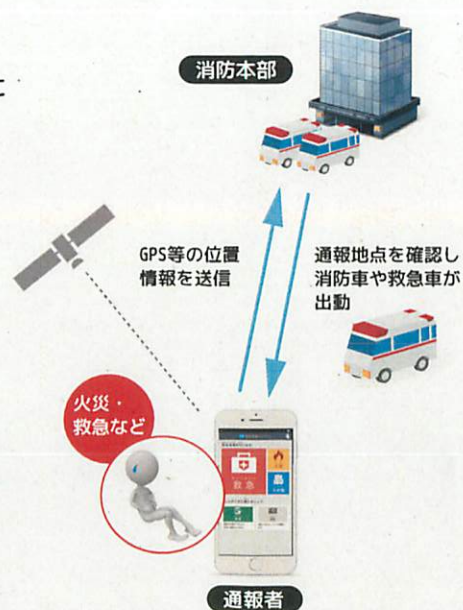 に
消防本部
GPS等の位置
情報を送信
通報地点を確認し
消防車や救急車が
出動
火災・
救急など
救急
通報者